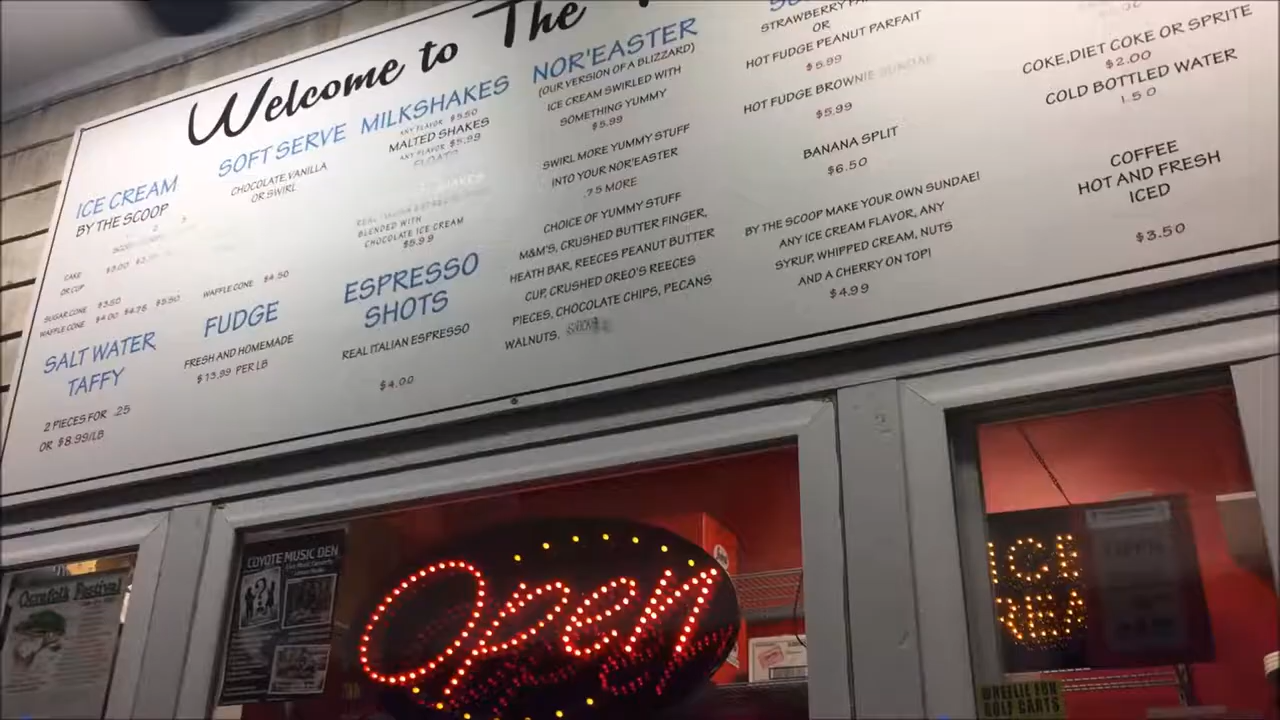 Welcome to The
ICE CREAM
BY THE SCOOP
CAKE
OR CUP
$3.00
SUGAR CONE $3.50
WAFFLE CONE $4.00 $4.75 $5.50
SALT WATER
TAFFY
2 PIECES FOR .25
OR $8.99/LB
SOFT SERVE
CHOCOLATE, VANILLA
OR SWIRL
WAFFLE CONE $4.50
FUDGE
FRESH AND HOMEMADE
$13.99 PER LB
MILKSHAKES
ANY FLAVOR $5.50
MALTED SHAKES
ANY FLAVOR $5.99
FLOATS
BLENDED WITH
CHOCOLATE ICE CREAM
$5.99
ESPRESSO
SHOTS
REAL ITALIAN ESPRESSO
$4.00
NOR'EASTER
(OUR VERSION OF A BLIZZARD)
ICE CREAM SWIRLED WITH
SOMETHING YUMMY
$5.99
SWIRL MORE YUMMY STUFF
INTO YOUR NOR'EASTER
.75 MORE
CHOICE OF YUMMY STUFF
M&M'S, CRUSHED BUTTER FINGER,
HEATH BAR, REECES PEANUT BUTTER
CUP, CRUSHED OREO'S REECES
PIECES, CHOCOLATE CHIPS, PECANS
WALNUTS,
STRAWBERRY
OR
HOT FUDGE PEANUT PARFAIT
$5.99
HOT FUDGE BROWNIE SUNDAE
$5.99
BANANA SPLIT
$6.50
BY THE SCOOP MAKE YOUR OWN SUNDAE!
ANY ICE CREAM FLAVOR, ANY
SYRUP, WHIPPED CREAM, NUTS
AND A CHERRY ON TOP!
$4.99
COKE, DIET COKE OR SPRITE
$2.00
COLD BOTTLED WATER
1.50
COFFEE
HOT AND FRESH
ICED
$3.50
Ocrafolk Festival
COYOTE MUSIC DEN
Open
ICE
WHEELIE FUN
GOLF CARTS